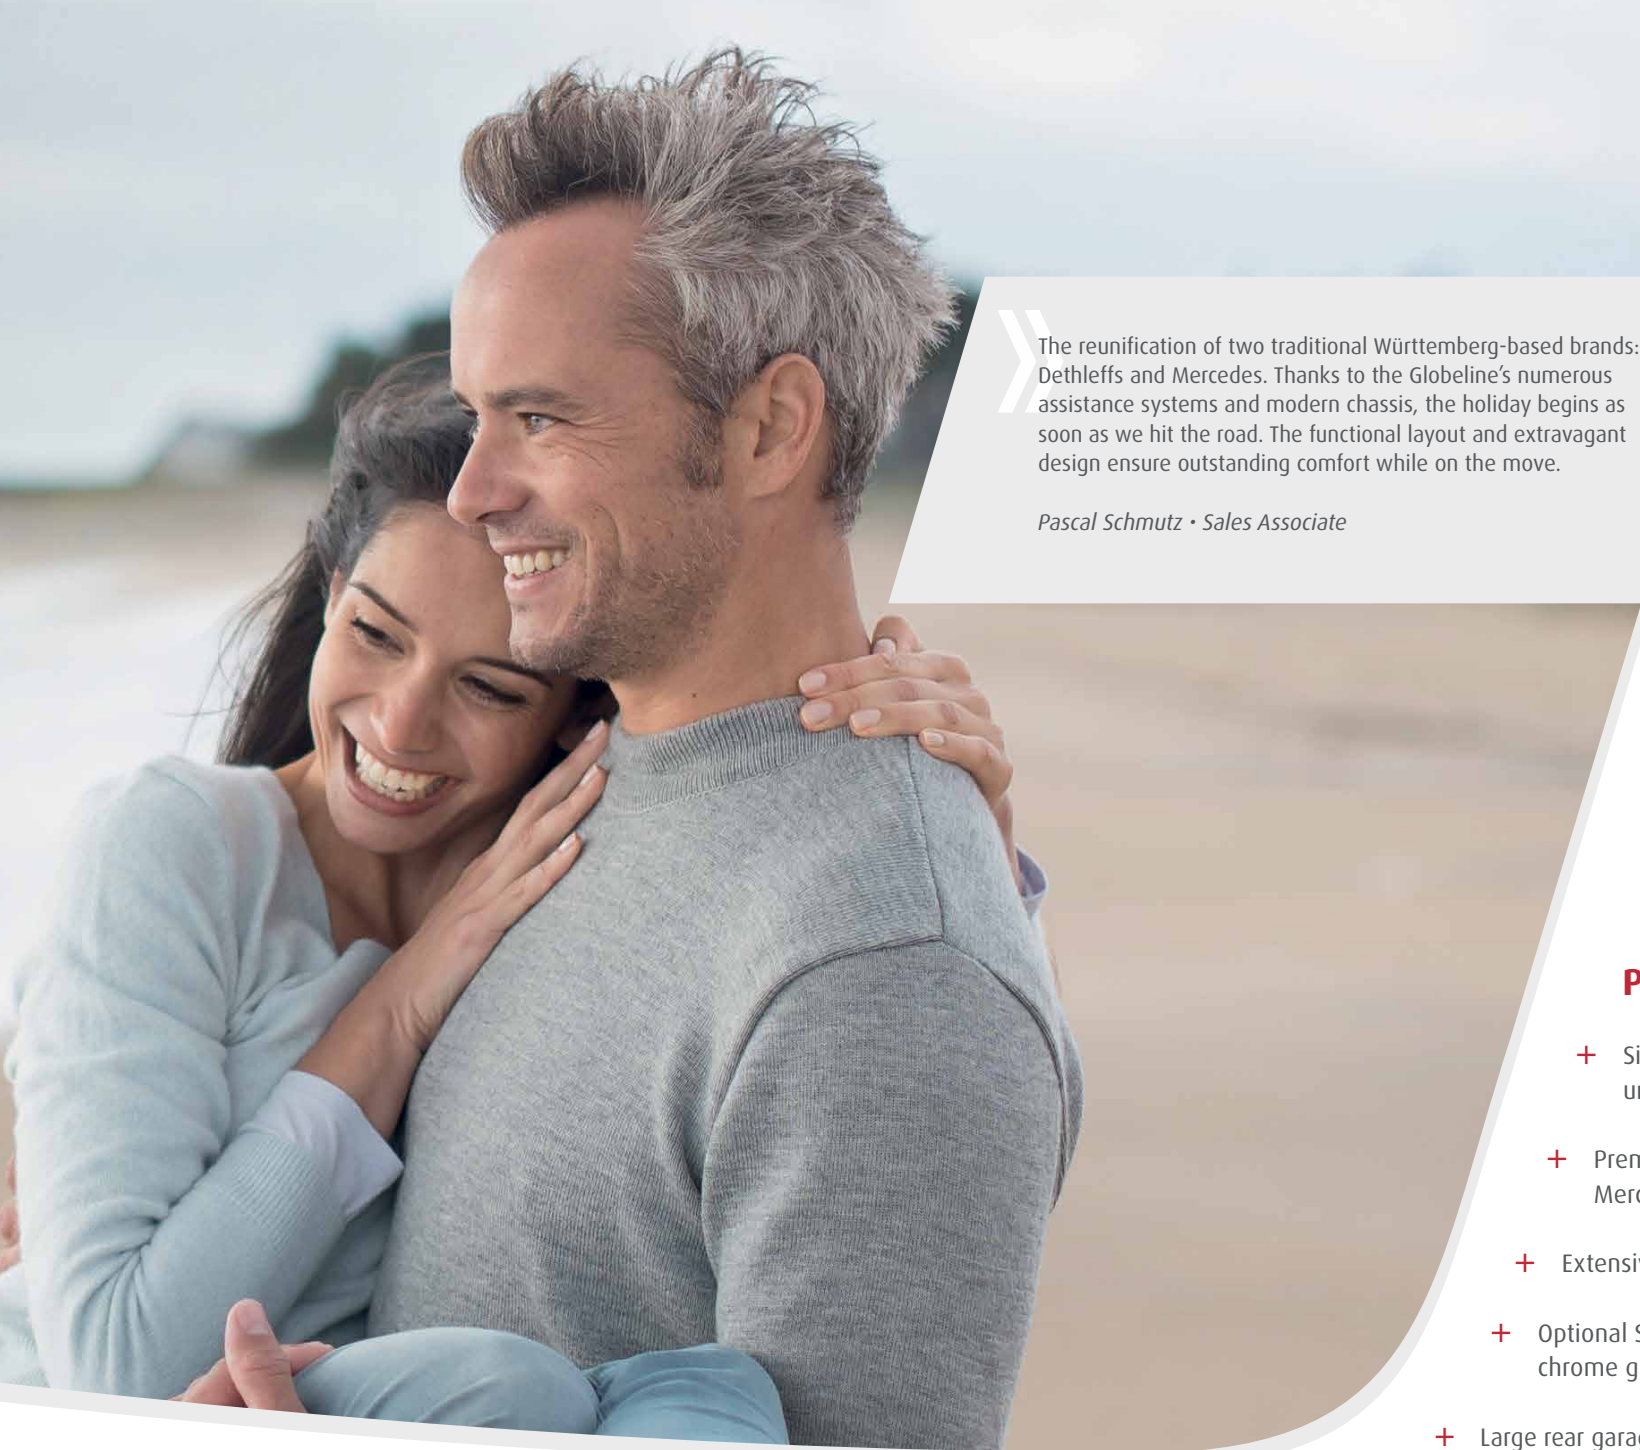 The reunification of two traditional Württemberg-based brands:
Dethleffs and Mercedes. Thanks to the Globeline’s numerous
assistance systems and modern chassis, the holiday begins as
soon as we hit the road. The functional layout and extravagant
design ensure outstanding comfort while on the move.
Pascal Schmutz • Sales Associate
P
+ Si
+
+ Extensiv
+ Optional S
chrome g
+ Large rear garag